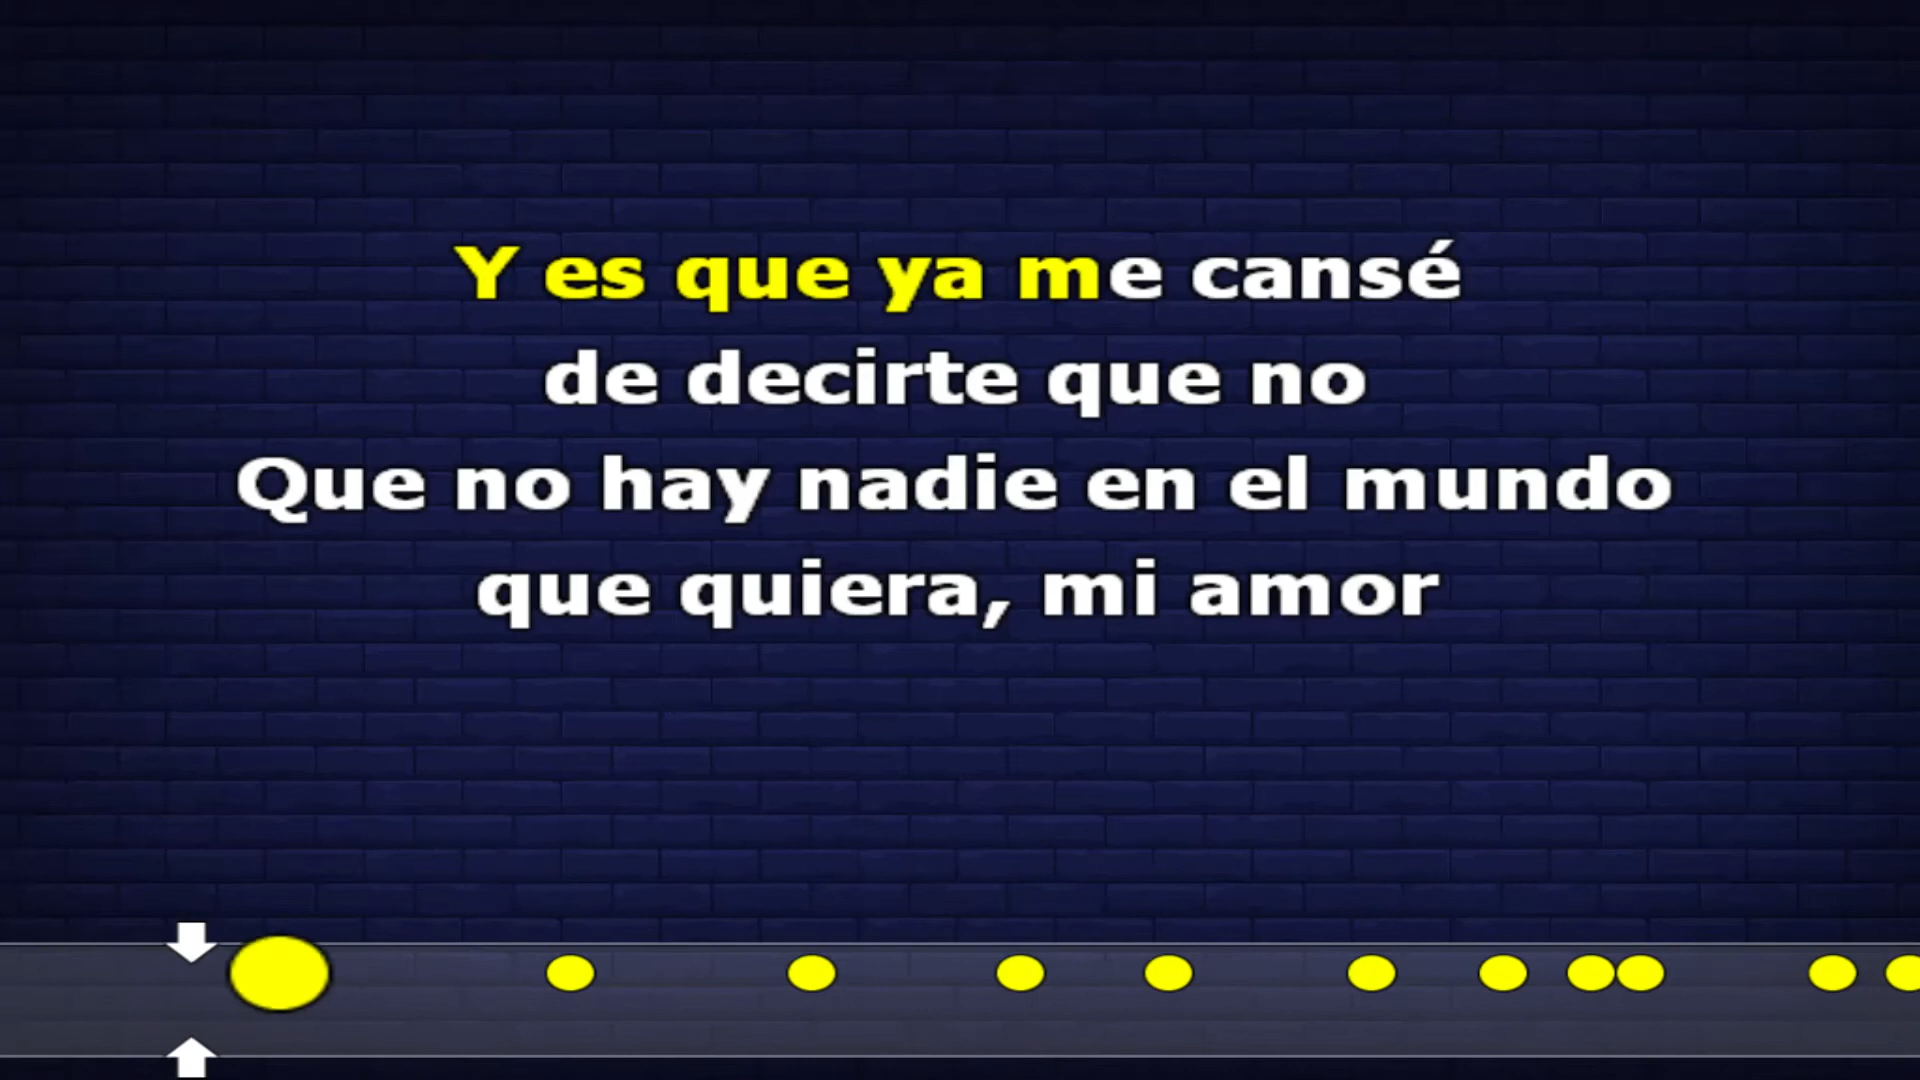 Y es que ya me cansé
de decirte que no
Que no hay nadie en el mundo
que quiera, mi amor